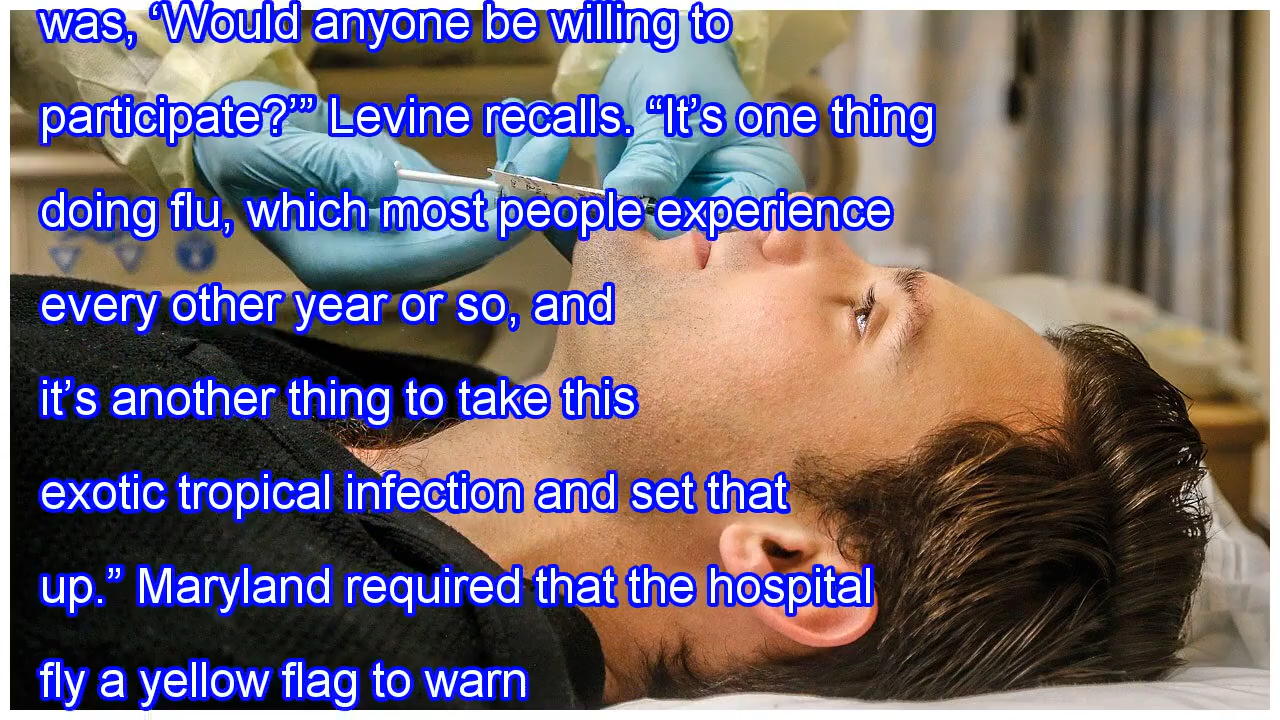 was, ‘Would anyone be willing to
participate?’” Levine recalls. “It’s one thing
doing flu, which most people experience
every other year or so, and
it’s another thing to take this
exotic tropical infection and set that
up.” Maryland required that the hospital
fly a yellow flag to warn